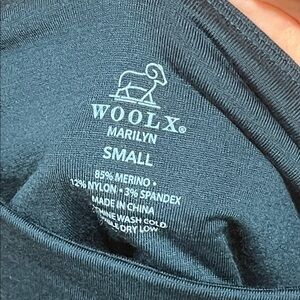 WOOLX®
MARILYN
SMALL
85% MERINO •
12% NYLON • 3% SPANDEX
MADE IN CHINA
WASH COLD
DRY LOW